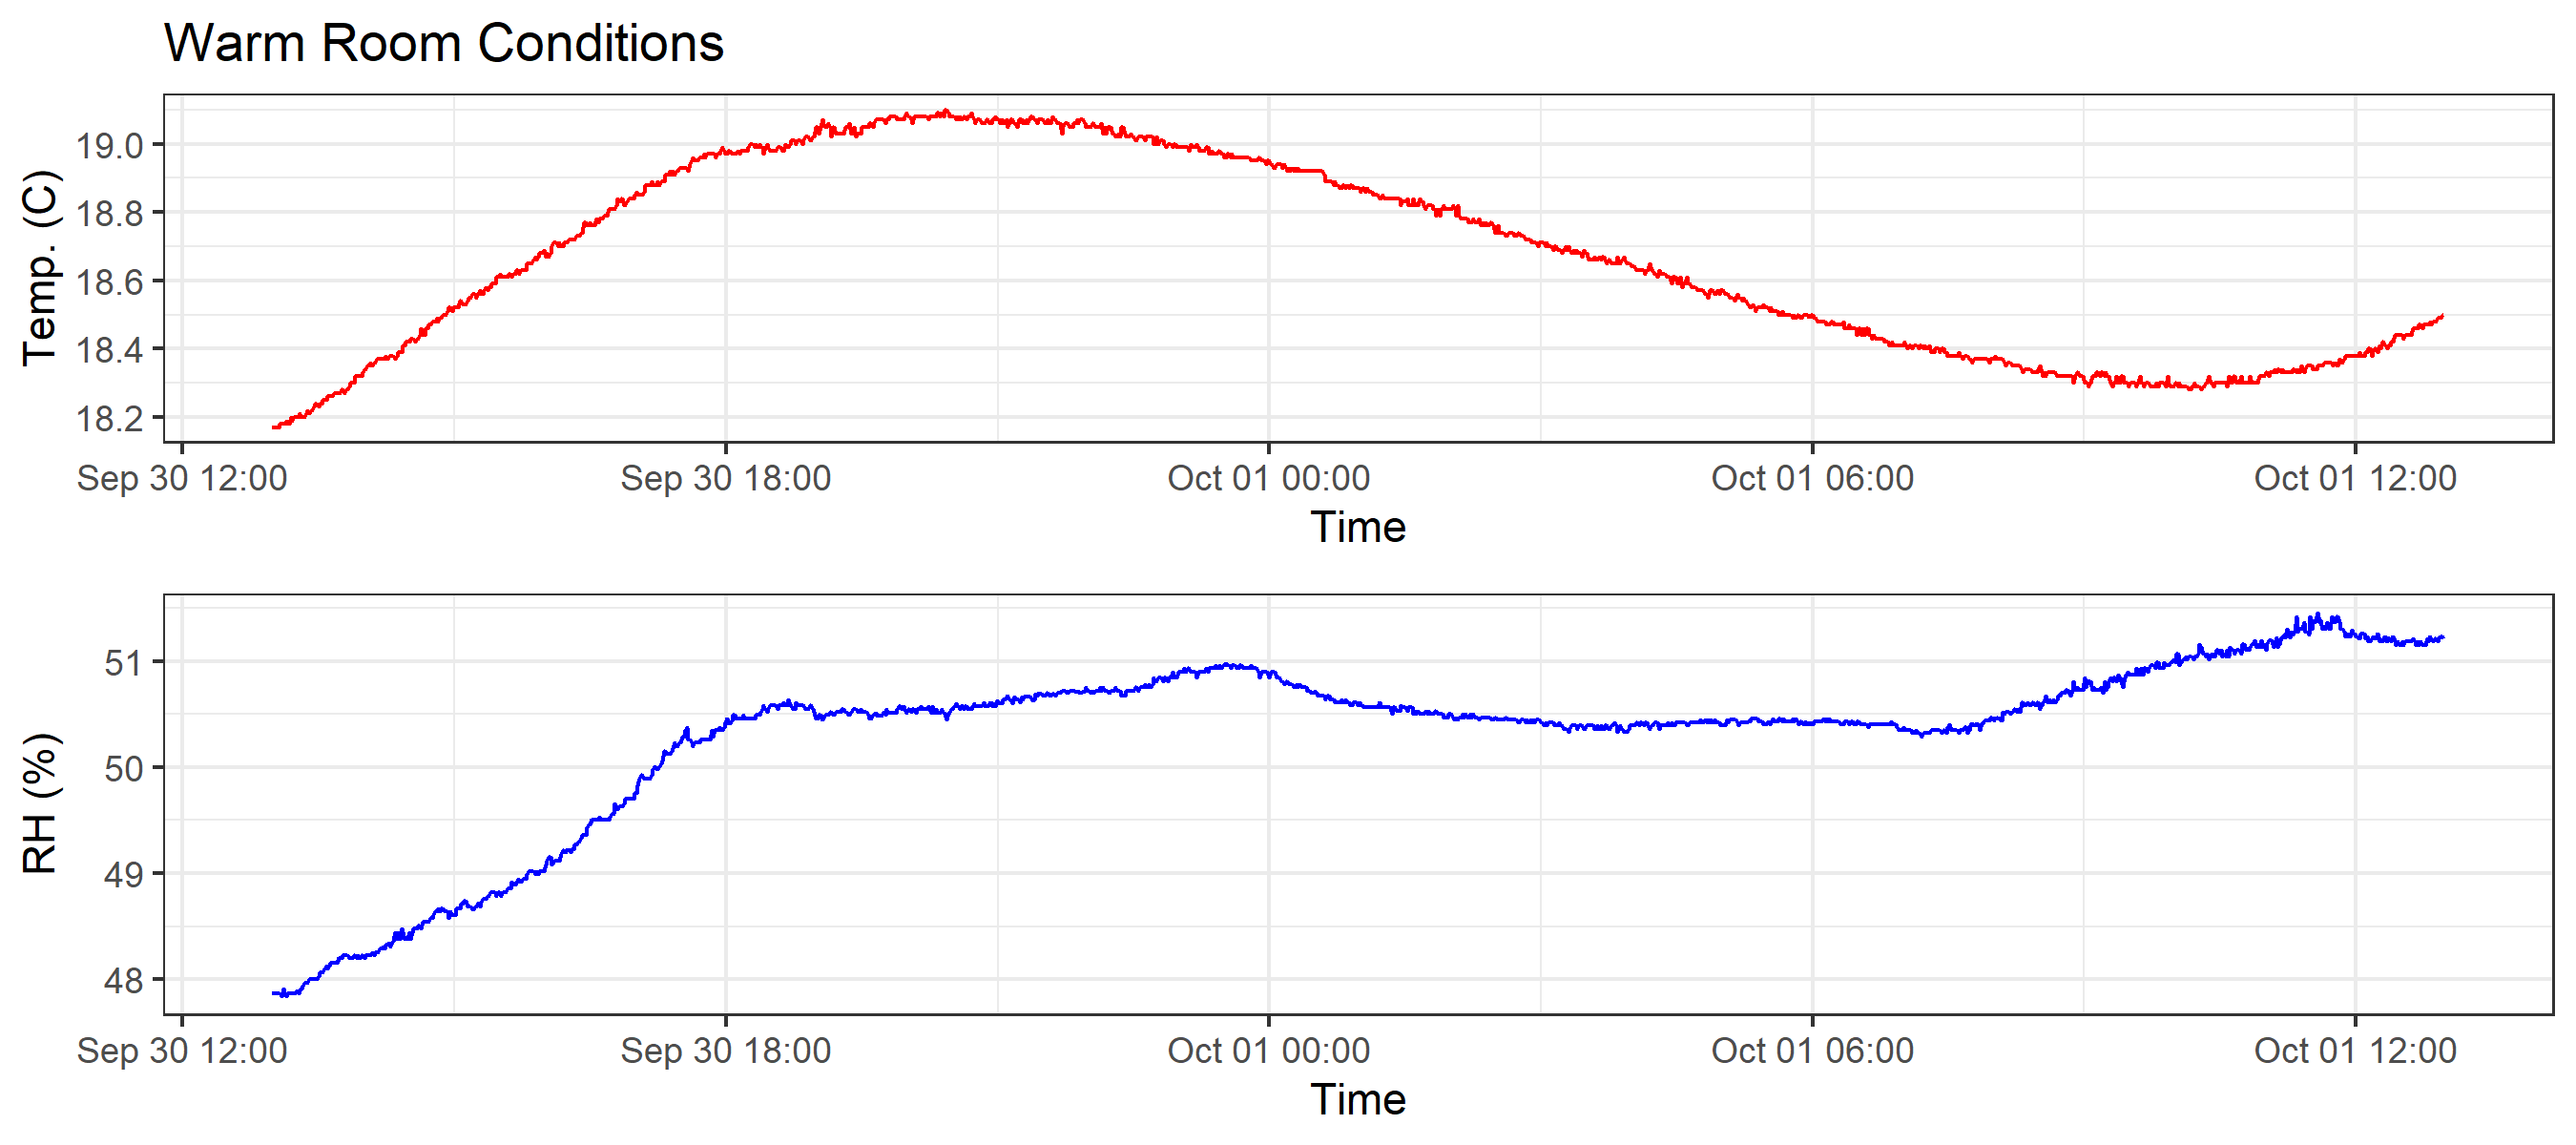 Warm Room Conditions
Temp. (C)
19.0
18.8
18.6
18.4
18.2
Sep 30 12:00 Sep 30 18:00 Oct 01 00:00 Oct 01 06:00 Oct 01 12:00
Time
RH (%)
51
50
49
48
Sep 30 12:00 Sep 30 18:00 Oct 01 00:00 Oct 01 06:00 Oct 01 12:00
Time